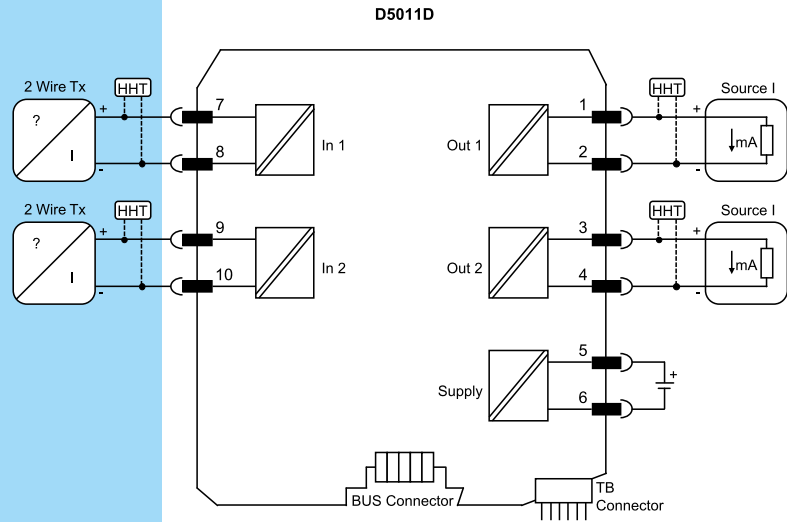 D5011D
2 Wire Tx
HHT
?
I
+
-
7
8
In 1
Out 1
1
2
HHT
+
-
Source I
mA
2 Wire Tx
HHT
?
I
+
-
9
10
In 2
Out 2
3
4
HHT
+
-
Source I
mA
Supply
5
6
+
BUS Connector
TB
Connector